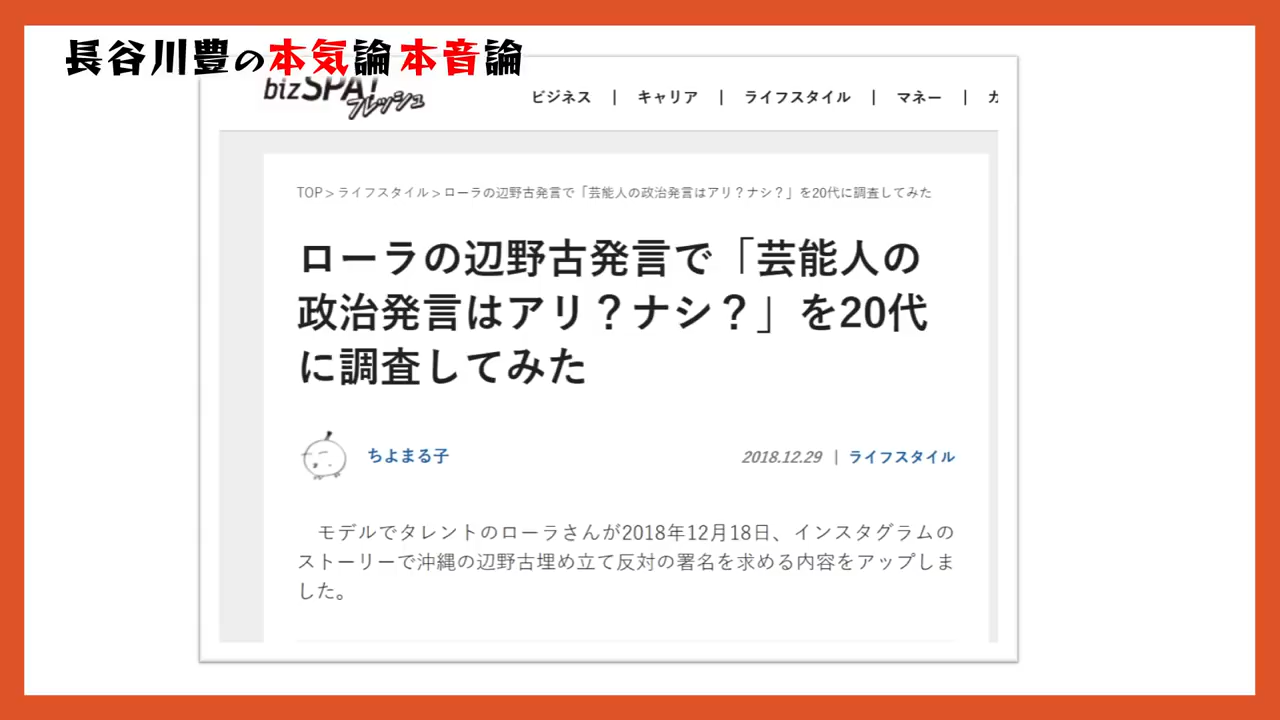 長谷川豊の本気論本音論
bizSPA!
フレッシュ
ビジネス | キャリア | ライフスタイル | マネー | カ
TOP > ライフスタイル > ローラの辺野古発言で「芸能人の政治発言はアリ？ナシ？」を20代に調査してみた
ローラの辺野古発言で「芸能人の
政治発言はアリ？ナシ？」を20代
に調査してみた
ちよまる子
2018.12.29 | ライフスタイル
モデルでタレントのローラさんが2018年12月18日、インスタグラムの
ストーリーで沖縄の辺野古埋め立て反対の署名を求める内容をアップしま
した。